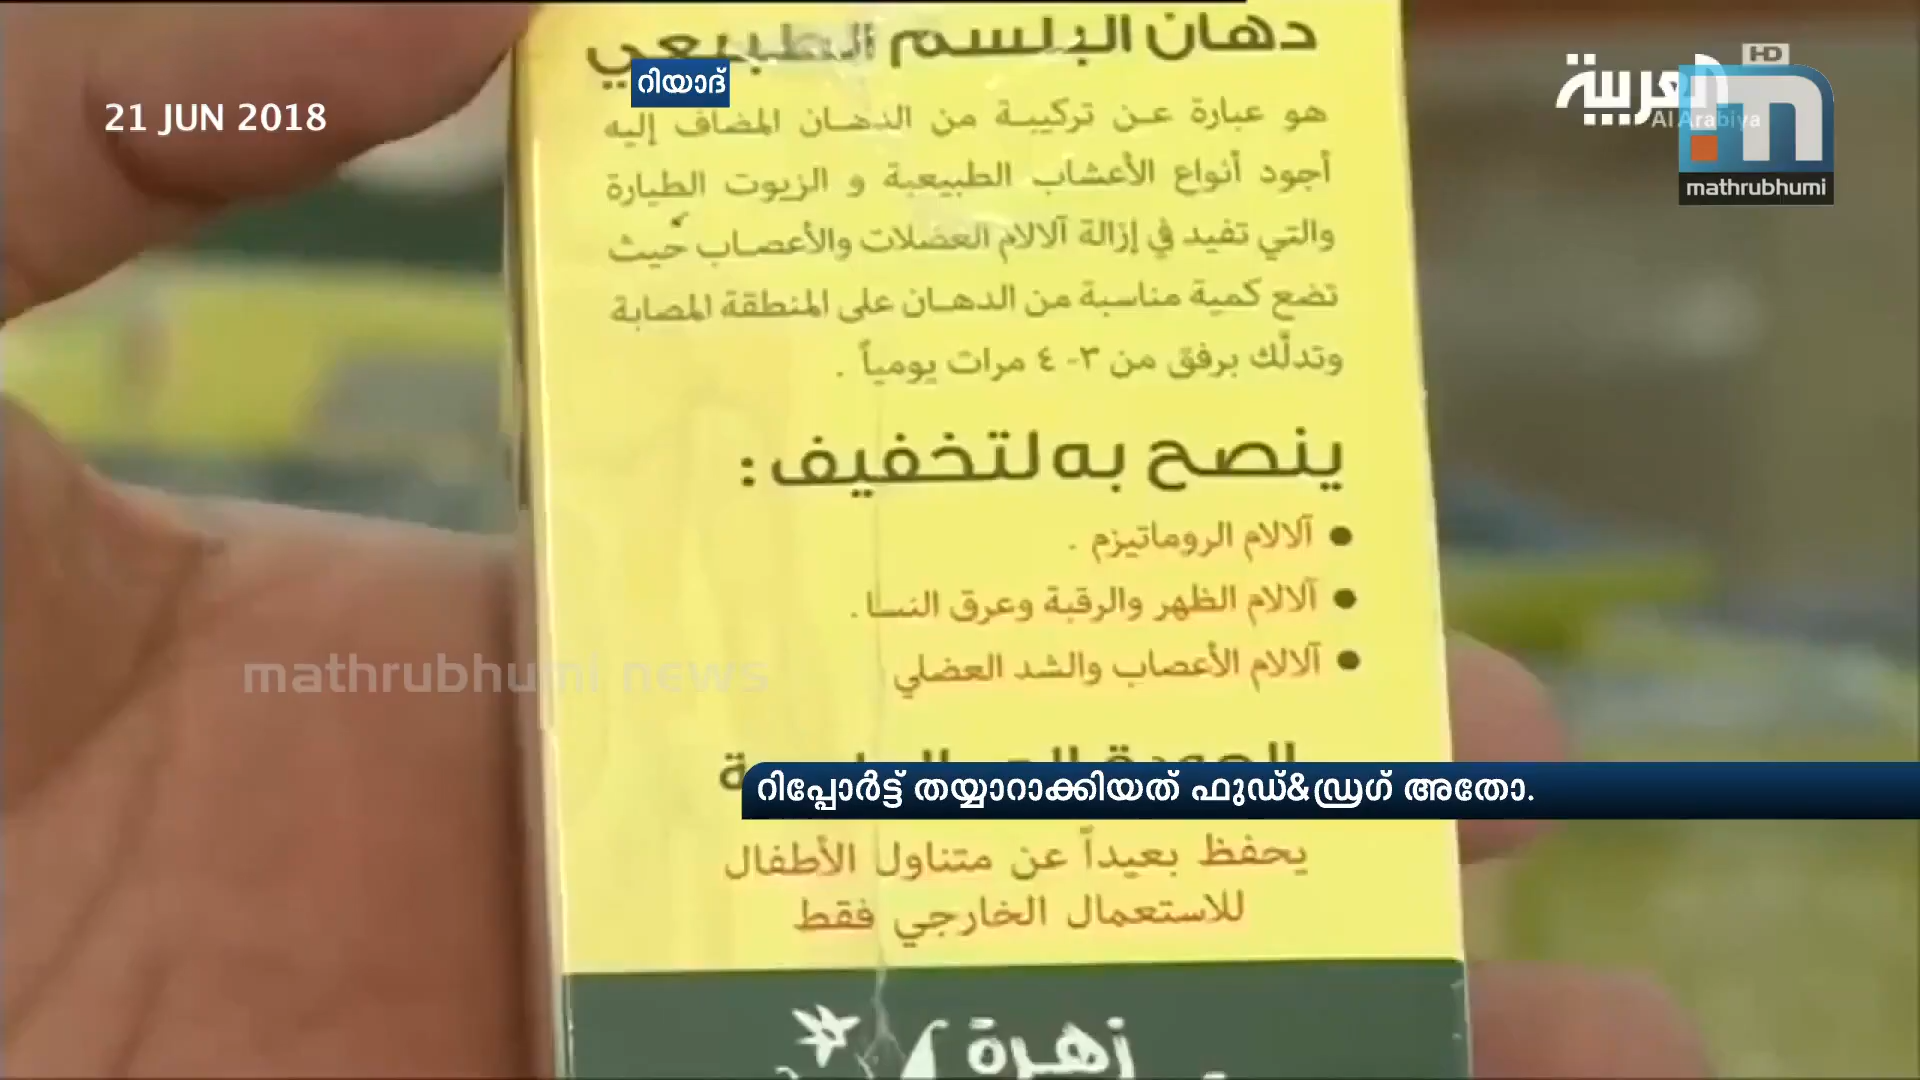 دهان البلسم الطبيعي
റിയാദ്
HD
العربية
Al Arabiya
21 JUN 2018
هو عبارة عن تركيبة من الدهان المضاف إليه
أجود أنواع الأعشاب الطبيعية و الزيوت الطيارة
mathrubhumi
والتي تفيد في إزالة آلالام العضلات والأعصاب حيث
تضع كمية مناسبة من الدهان على المنطقة المصابة
وتدلّك برفق من ٣- ٤ مرات يومياً .
ينصح به لتخفيف :
● آلالام الروماتيزم .
● آلالام الظهر والرقبة وعرق النسا .
● آلالام الأعصاب والشد العضلي
mathrubhumi news
റിപ്പോർട്ട് തയ്യാറാക്കിയത് ഫുഡ്&ഡ്രഗ് അതോ.
يحفظ بعيداً عن متناول الأطفال
للاستعمال الخارجي فقط
زهرة